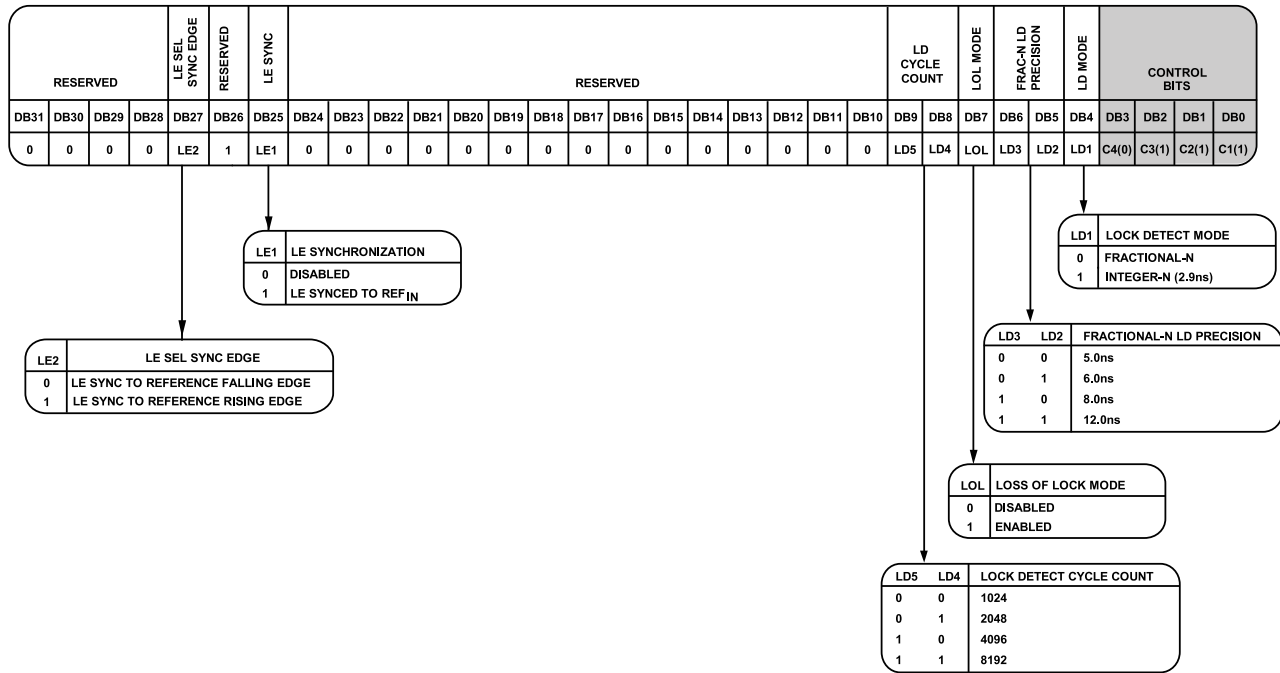 RESERVED
LE SEL
SYNC EDGE
RESERVED
LE SYNC
RESERVED
LD
CYCLE
COUNT
LOL MODE
FRAC-N LD
PRECISION
LD MODE
CONTROL
BITS
DB31 DB30 DB29 DB28 DB27 DB26 DB25 DB24 DB23 DB22 DB21 DB20 DB19 DB18 DB17 DB16 DB15 DB14 DB13 DB12 DB11 DB10 DB9 DB8 DB7 DB6 DB5 DB4 DB3 DB2 DB1 DB0
0 0 0 0 LE2 1 LE1 0 0 0 0 0 0 0 0 0 0 0 0 0 0 0 LD5 LD4 LOL LD3 LD2 LD1 C4(0) C3(1) C2(1) C1(1)
LE1 LE SYNCHRONIZATION
0 DISABLED
1 LE SYNCED TO REFIN
LD1 LOCK DETECT MODE
0 FRACTIONAL-N
1 INTEGER-N (2.9ns)
LE2 LE SEL SYNC EDGE
0 LE SYNC TO REFERENCE FALLING EDGE
1 LE SYNC TO REFERENCE RISING EDGE
LD3 LD2 FRACTIONAL-N LD PRECISION
0 0 5.0ns
0 1 6.0ns
1 0 8.0ns
1 1 12.0ns
LOL LOSS OF LOCK MODE
0 DISABLED
1 ENABLED
LD5 LD4 LOCK DETECT CYCLE COUNT
0 0 1024
0 1 2048
1 0 4096
1 1 8192